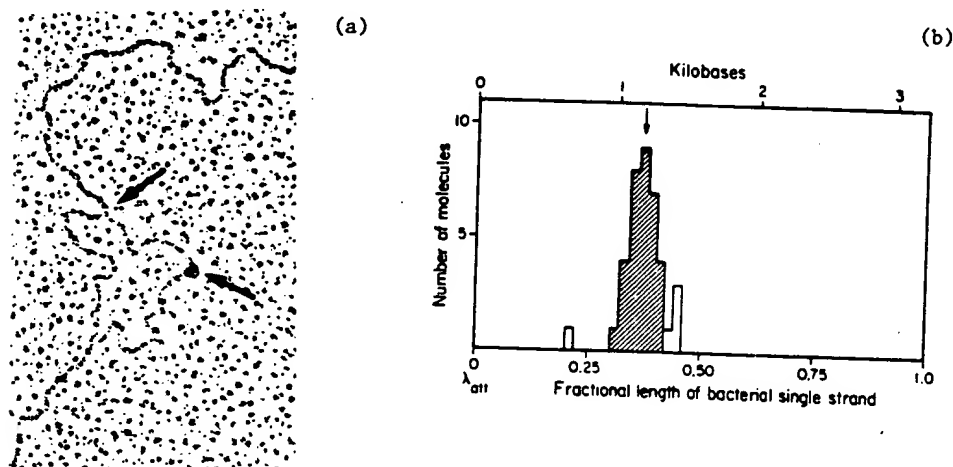 (a)
(b)
Kilobases
0 1 2 3
10
5
Number of molecules
0 0.25 0.50 0.75 1.0
λatt Fractional length of bacterial single strand